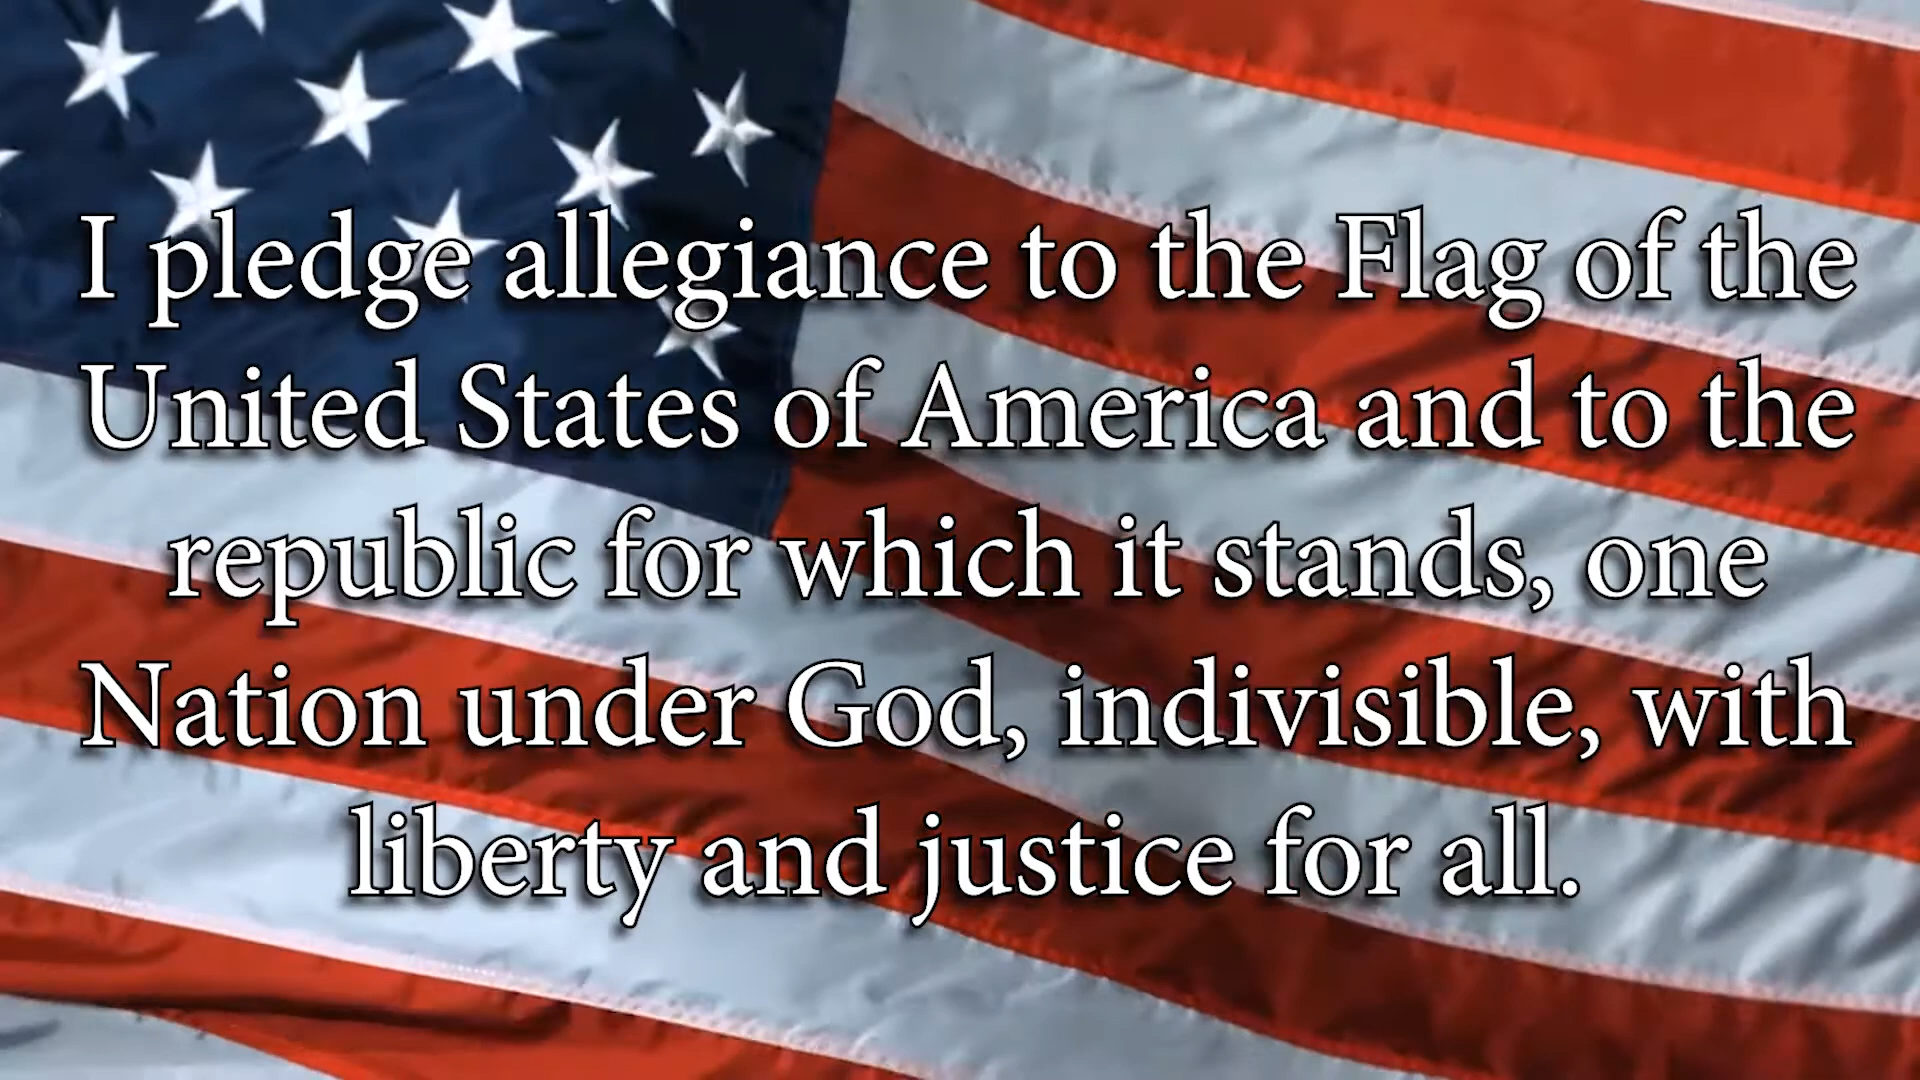 I pledge allegiance to the Flag of the
United States of America and to the
republic for which it stands, one
Nation under God, indivisible, with
liberty and justice for all.